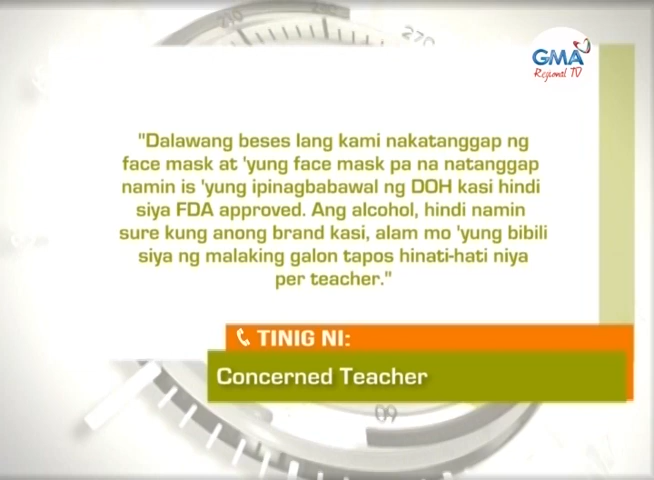 GMA
Regional TV
"Dalawang beses lang kami nakatanggap ng
face mask at 'yung face mask pa na natanggap
namin is 'yung ipinagbabawal ng DOH kasi hindi
siya FDA approved. Ang alcohol, hindi namin
sure kung anong brand kasi, alam mo 'yung bibili
siya ng malaking galon tapos hinati-hati niya
per teacher."
TINIG NI:
Concerned Teacher